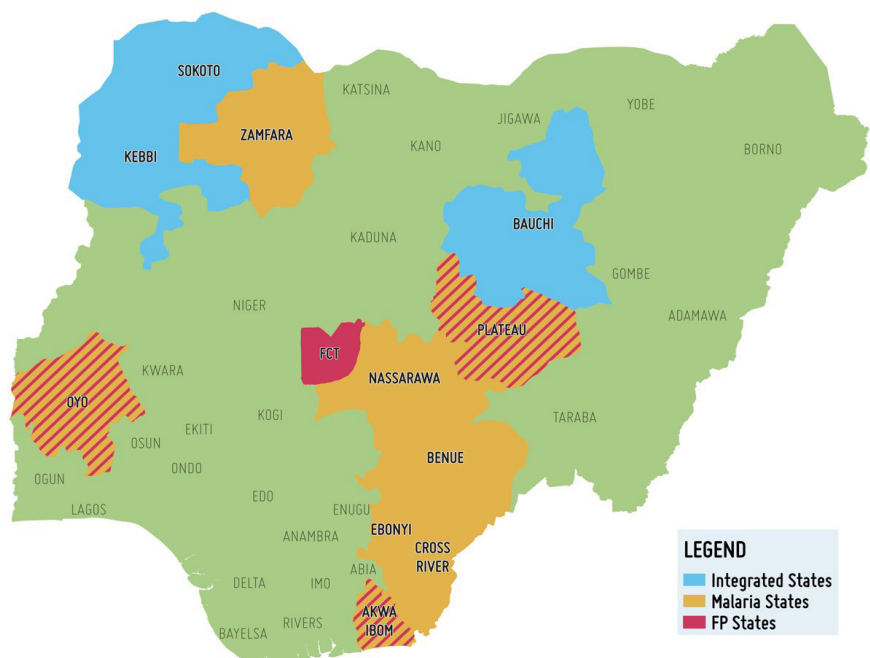 SOKOTO
KATSINA
YOBE
JIGAWA
ZAMFARA
KANO
BORNO
KEBBI
BAUCHI
KADUNA
GOMBE
NIGER
ADAMAWA
PLATEAU
FCT
KWARA
NASSARAWA
OYO
KOGI
TARABA
EKITI
OSUN
BENUE
ONDO
OGUN
EDO
LAGOS
ENUGU
EBONYI
ANAMBRA
CROSS
RIVER
ABIA
DELTA
IMO
AKWA
IBOM
RIVERS
BAYELSA
LEGEND
Integrated States
Malaria States
FP States